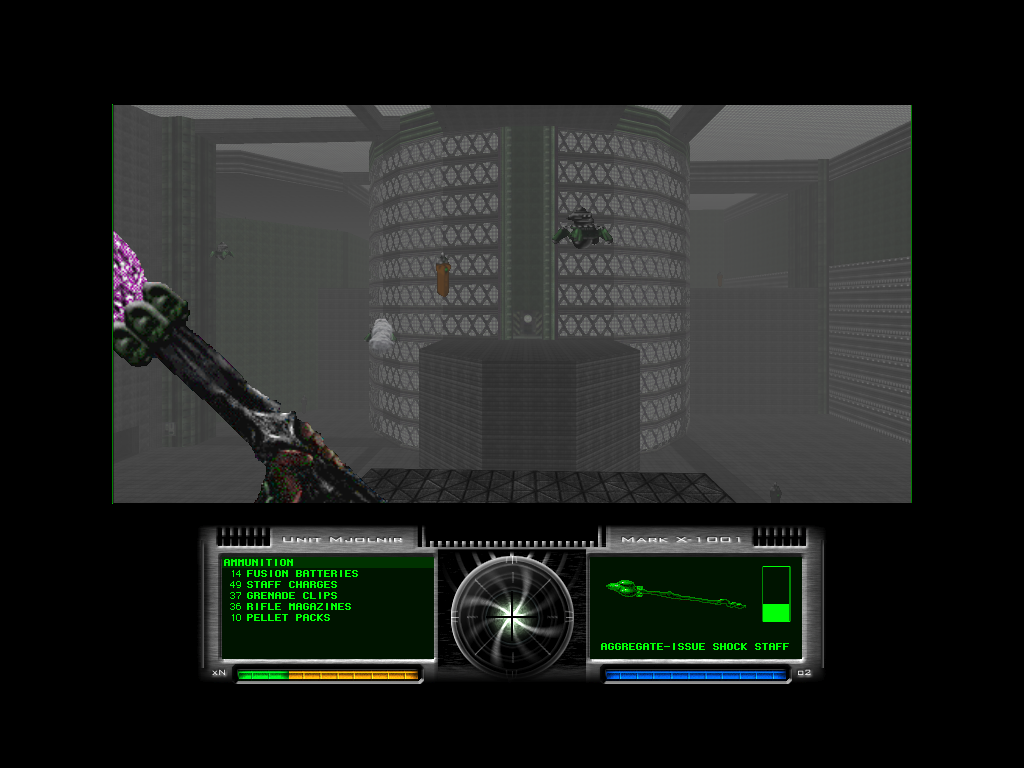 Unit Mjolnir
Mark X-1001
AMMUNITION
14 FUSION BATTERIES
49 STAFF CHARGES
37 GRENADE CLIPS
36 RIFLE MAGAZINES
10 PELLET PACKS
AGGREGATE-ISSUE SHOCK STAFF
xN
o2